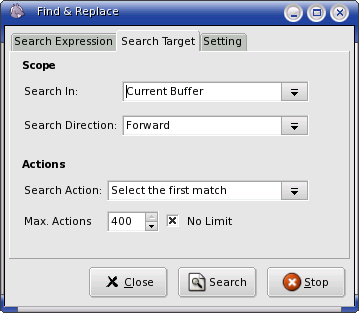 Find & Replace
Search Expression Search Target Setting
Scope
Search In: Current Buffer
Search Direction: Forward
Actions
Search Action: Select the first match
Max. Actions 400 No Limit
Close Search Stop